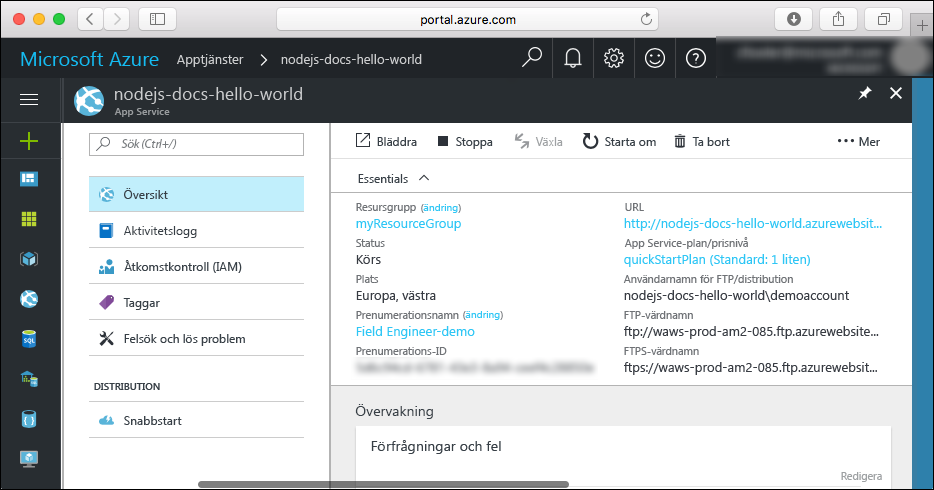 portal.azure.com
Microsoft Azure Apptjänster nodejs-docs-hello-world
nodejs-docs-hello-world
App Service
Sök (Ctrl+/)
Översikt
Aktivitetslogg
Åtkomstkontroll (IAM)
Taggar
Felsök och lös problem
DISTRIBUTION
Snabbstart
Bläddra Stoppa Växla Starta om Ta bort ••• Mer
Essentials
Resursgrupp (ändring)
myResourceGroup
Status
Körs
Plats
Europa, västra
Prenumerationsnamn (ändring)
Field Engineer-demo
Prenumerations-ID
URL
http://nodejs-docs-hello-world.azurewebsit...
App Service-plan/prisnivå
quickStartPlan (Standard: 1 liten)
Användarnamn för FTP/distribution
nodejs-docs-hello-world\demoaccount
FTP-värdnamn
ftp://waws-prod-am2-085.ftp.azurewebsite...
FTPS-värdnamn
ftps://waws-prod-am2-085.ftp.azurewebsit...
Övervakning
Förfrågningar och fel
Redigera
SQL